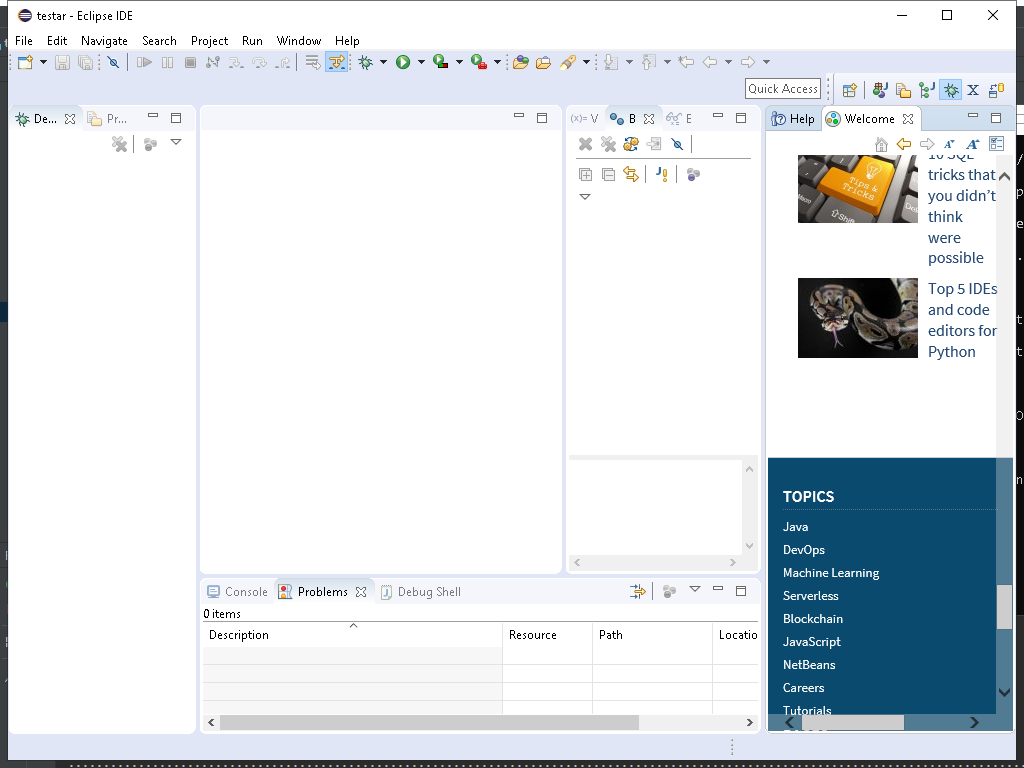 testar - Eclipse IDE
File Edit Navigate Search Project Run Window Help
Quick Access
De... Pr...
(x)= V B E
Help Welcome
10 SQL
tricks that
you didn't
think
were
possible
Tips &
Tricks
Shift
Top 5 IDEs
and code
editors for
Python
TOPICS
Java
DevOps
Machine Learning
Serverless
Blockchain
JavaScript
NetBeans
Careers
Tutorials
Console Problems Debug Shell
0 items
Description Resource Path Locatio